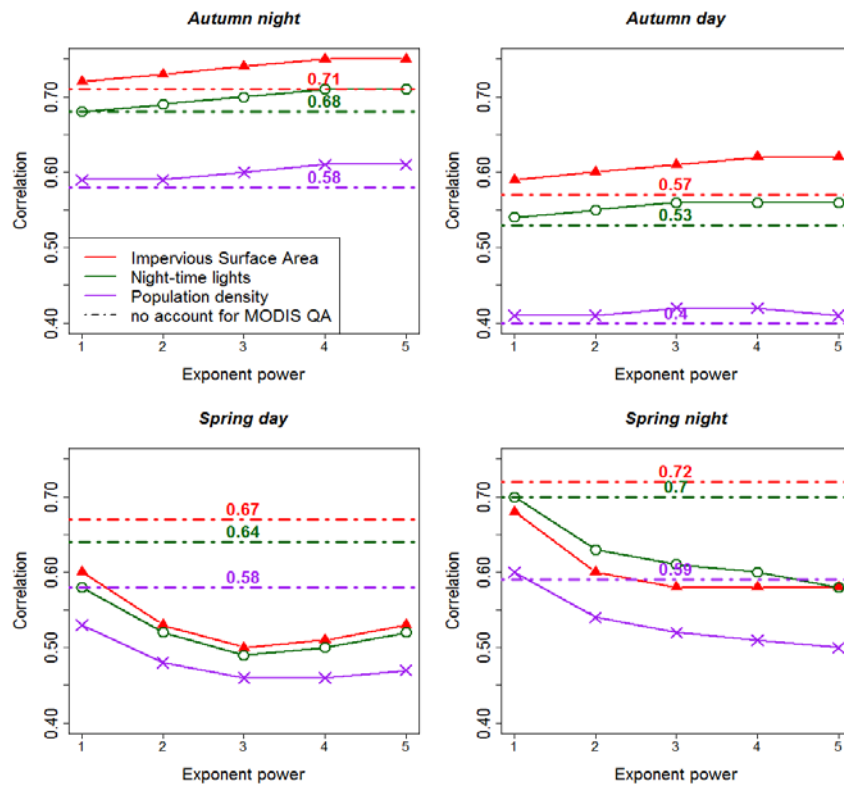 Autumn night
Autumn day
0.70
0.60
0.50
0.40
Correlation
0.71
0.68
0.58
Impervious Surface Area
Night-time lights
Population density
no account for MODIS QA
1 2 3 4 5
Exponent power
0.70
0.60
0.50
0.40
Correlation
0.57
0.53
0.4
1 2 3 4 5
Exponent power
Spring day
Spring night
0.70
0.60
0.50
0.40
Correlation
0.67
0.64
0.58
1 2 3 4 5
Exponent power
0.70
0.60
0.50
0.40
Correlation
0.72
0.7
0.59
1 2 3 4 5
Exponent power